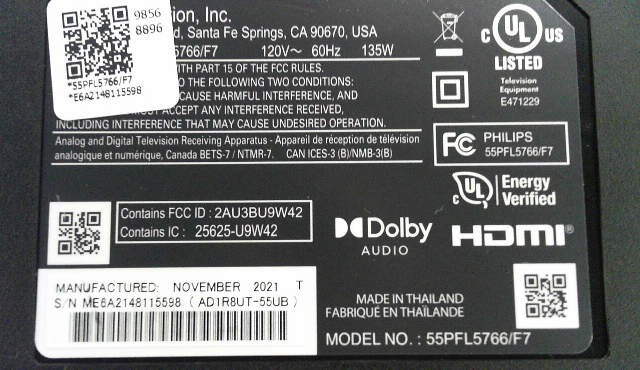 9856
8896
*55PFL5766/F7
*E6A2148115598
Inc.
Santa Fe Springs, CA 90670, USA
5766/F7 120V~ 60Hz 135W
WITH PART 15 OF THE FCC RULES.
TO THE FOLLOWING TWO CONDITIONS:
CAUSE HARMFUL INTERFERENCE, AND
MUST ACCEPT ANY INTERFERENCE RECEIVED,
INCLUDING INTERFERENCE THAT MAY CAUSE UNDESIRED OPERATION.
Analog and Digital Television Receiving Apparatus - Appareil de réception de télévision
analogique et numérique, Canada BETS-7 / NTMR-7. CAN ICES-3 (B)/NMB-3(B)
C UL US
LISTED
Television
Equipment
E471229
FC PHILIPS
55PFL5766/F7
UL Energy
Verified
Contains FCC ID : 2AU3BU9W42
Contains IC : 25625-U9W42
Dolby
AUDIO
HDMI®
MANUFACTURED: NOVEMBER 2021 T
S/N ME6A2148115598 ( AD1R8UT-55UB )
MADE IN THAILAND
FABRIQUÉ EN THAÏLANDE
MODEL NO. : 55PFL5766/F7